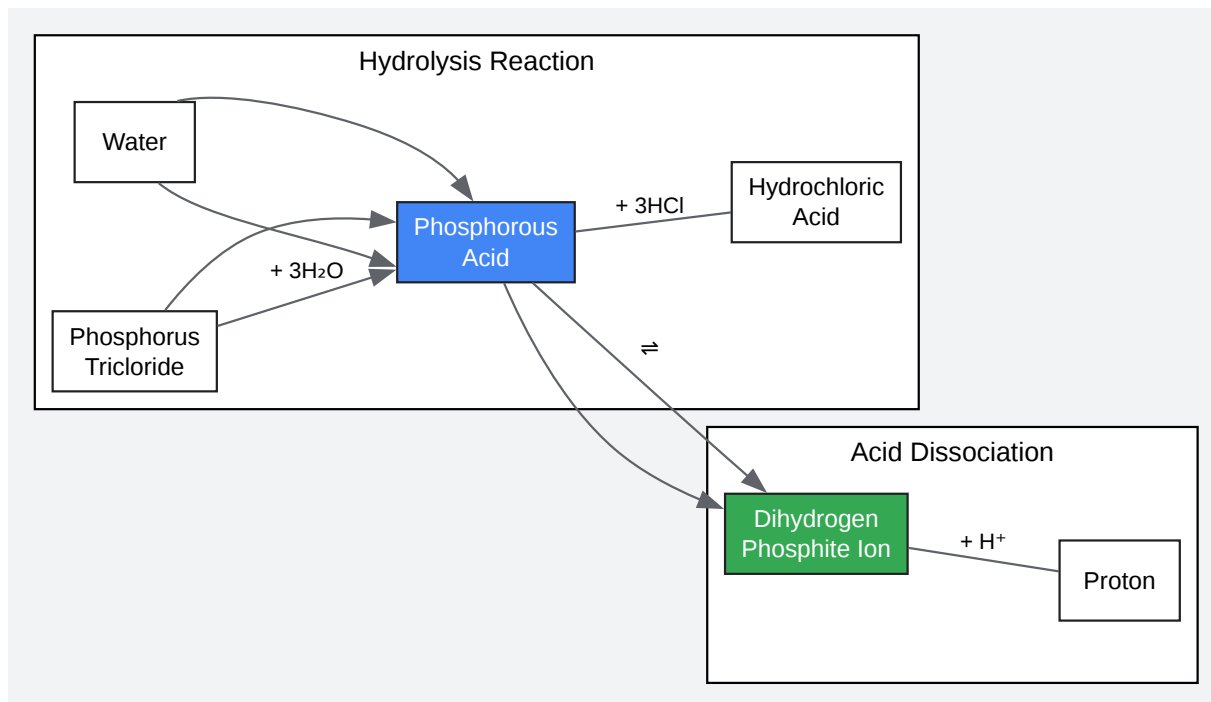 Hydrolysis Reaction
Water
Hydrochloric
Acid
+ 3HCl
Phosphorous
Acid
+ 3H₂O
Phosphorus
Tricloride
⇌
Acid Dissociation
Dihydrogen
Phosphite Ion
+ H⁺
Proton